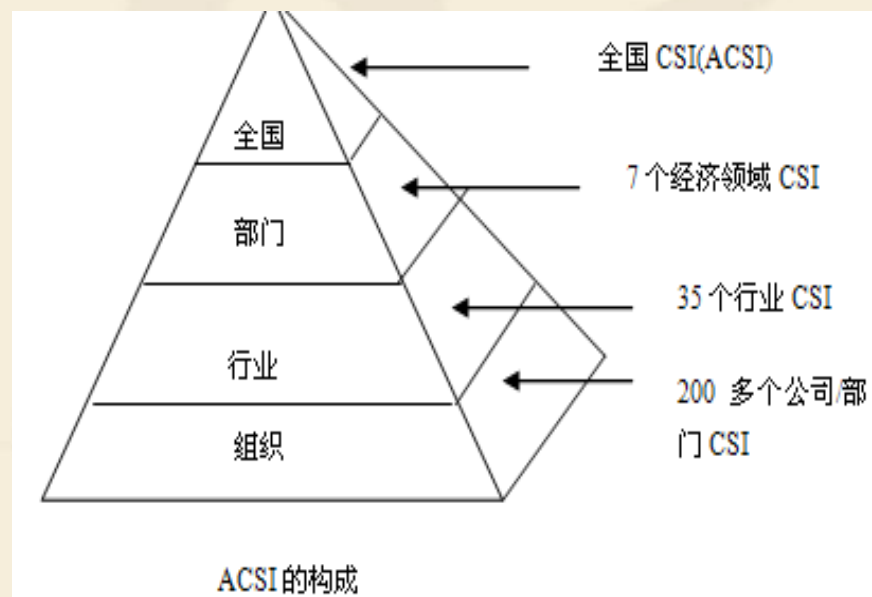 全国 CSI(ACSI)
全国
7 个经济领域 CSI
部门
35 个行业 CSI
行业
200 多个公司/部
门 CSI
组织
ACSI 的构成